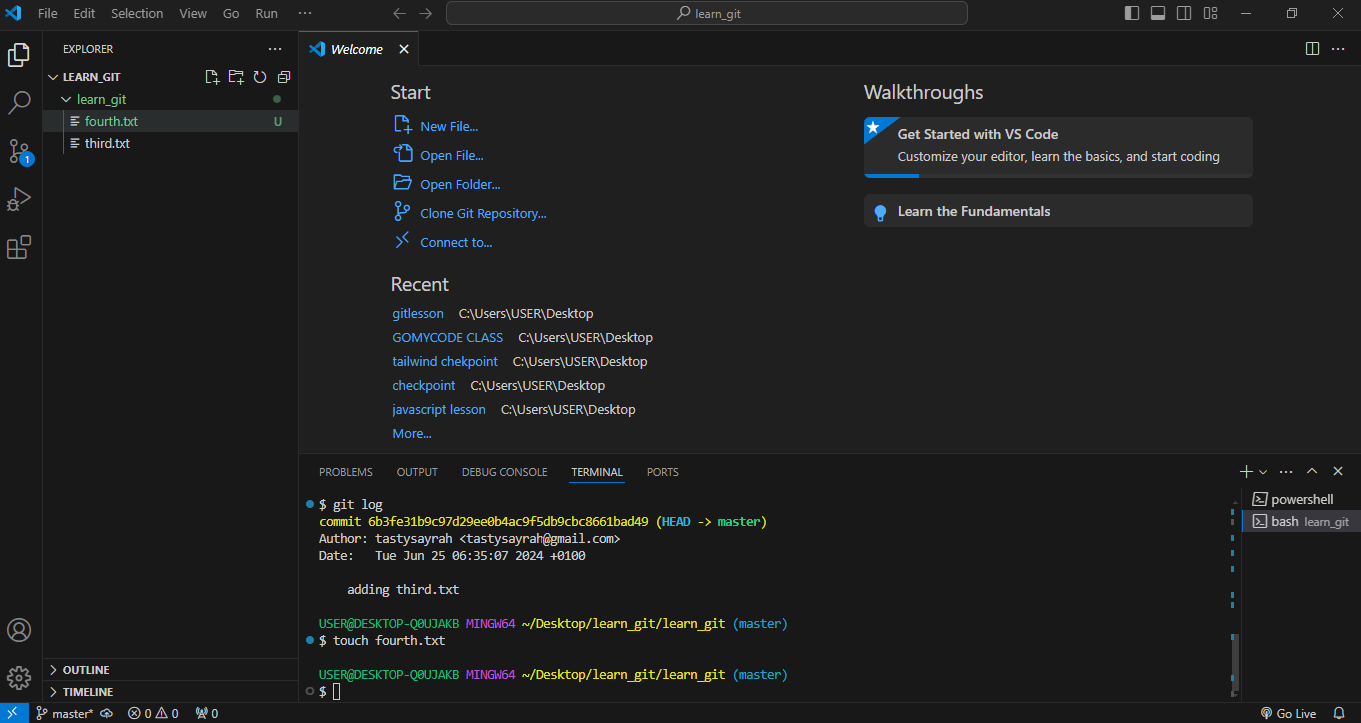 File Edit Selection View Go Run ··· learn_git
EXPLORER ···
LEARN_GIT
learn_git
fourth.txt U
third.txt
1
OUTLINE
TIMELINE
Welcome
Start
New File...
Open File...
Open Folder...
Clone Git Repository...
Connect to...
Recent
gitlesson C:\Users\USER\Desktop
GOMYCODE CLASS C:\Users\USER\Desktop
tailwind chekpoint C:\Users\USER\Desktop
checkpoint C:\Users\USER\Desktop
javascript lesson C:\Users\USER\Desktop
More...
Walkthroughs
Get Started with VS Code
Customize your editor, learn the basics, and start coding
Learn the Fundamentals
PROBLEMS OUTPUT DEBUG CONSOLE TERMINAL PORTS
$ git log
commit 6b3fe31b9c97d29ee0b4ac9f5db9cbc8661bad49 (HEAD -> master)
Author: tastysayrah <tastysayrah@gmail.com>
Date:   Tue Jun 25 06:35:07 2024 +0100
adding third.txt
USER@DESKTOP-Q0UJAKB MINGW64 ~/Desktop/learn_git/learn_git (master)
$ touch fourth.txt
USER@DESKTOP-Q0UJAKB MINGW64 ~/Desktop/learn_git/learn_git (master)
$
powershell
bash learn_git
master* 0 0 0 Go Live